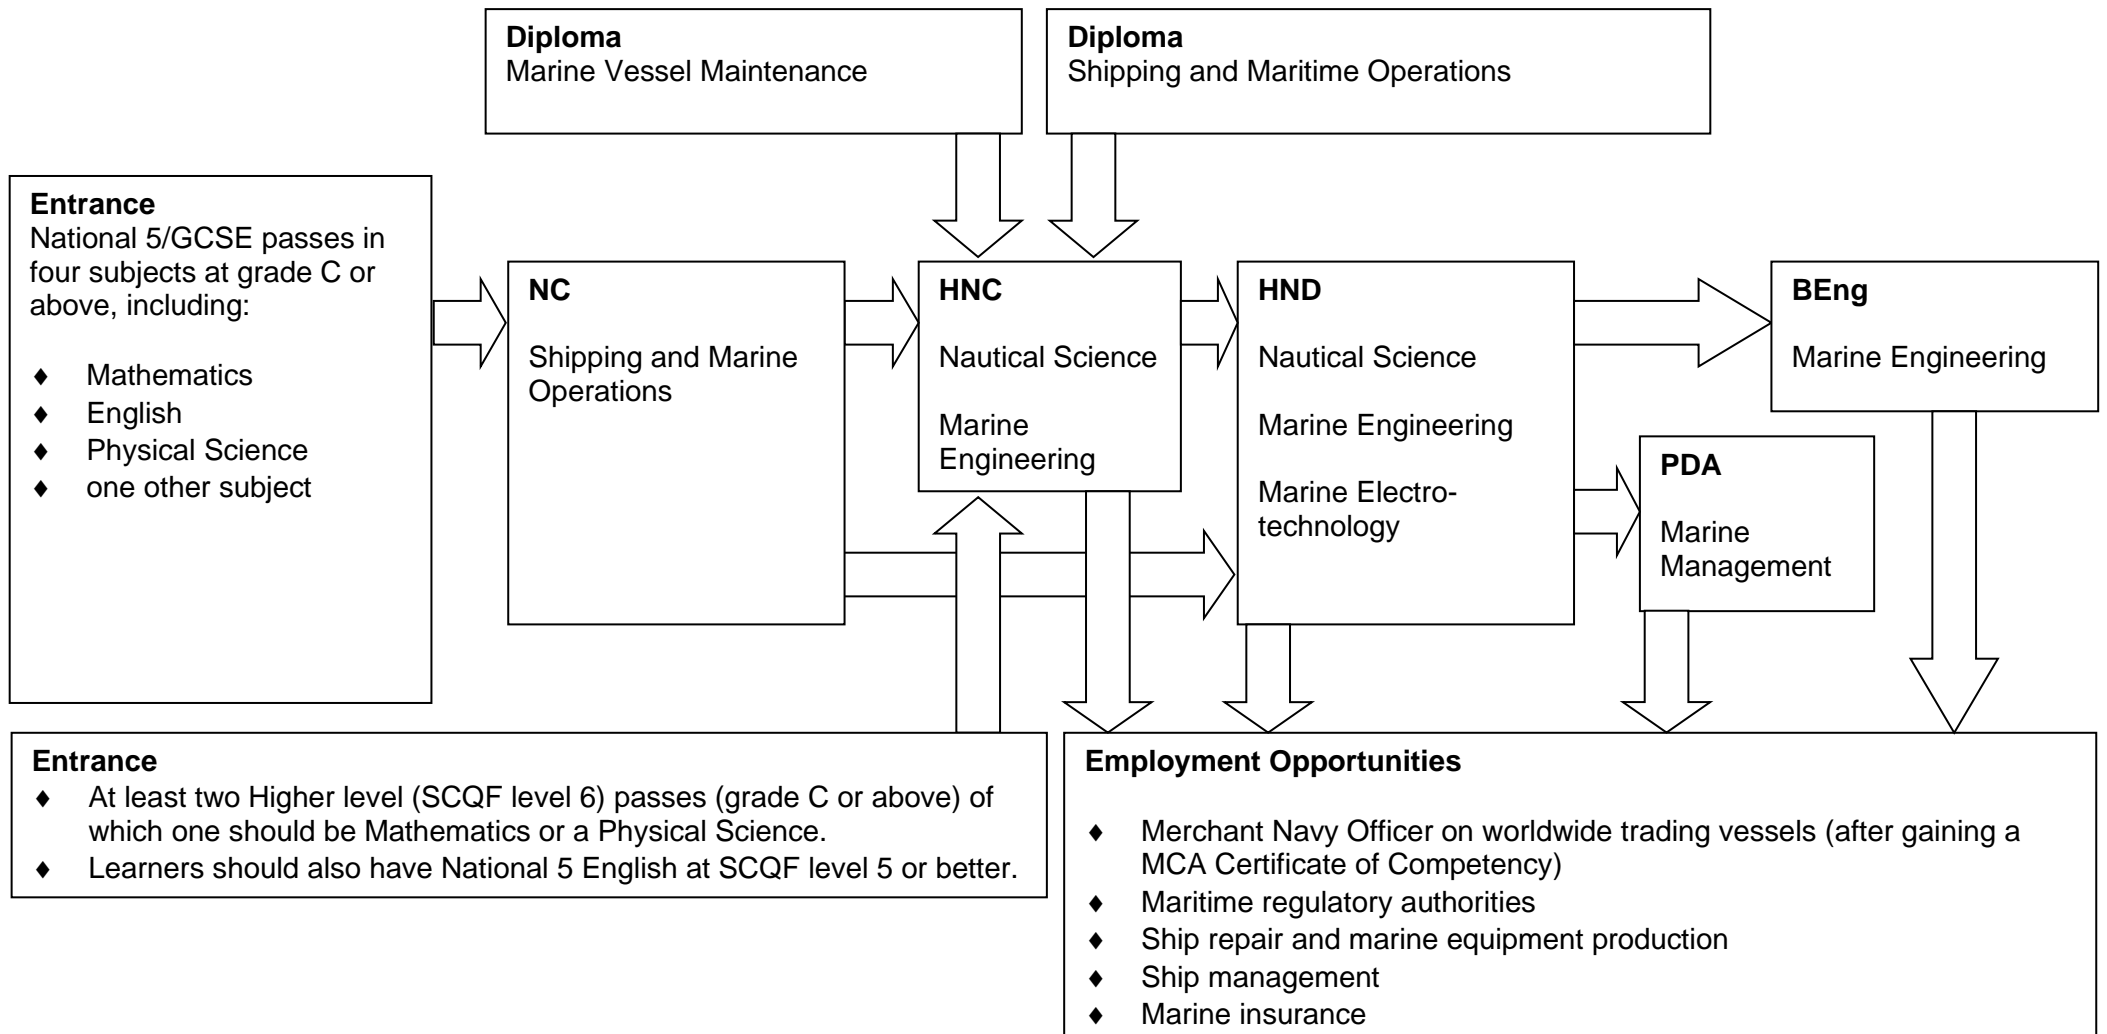 Diploma
Marine Vessel Maintenance
Diploma
Shipping and Maritime Operations
Entrance
National 5/GCSE passes in
four subjects at grade C or
above, including:
♦ Mathematics
♦ English
♦ Physical Science
♦ one other subject
NC
Shipping and Marine
Operations
HNC
Nautical Science
Marine
Engineering
HND
Nautical Science
Marine Engineering
Marine Electro-
technology
BEng
Marine Engineering
PDA
Marine
Management
Entrance
♦ At least two Higher level (SCQF level 6) passes (grade C or above) of
which one should be Mathematics or a Physical Science.
♦ Learners should also have National 5 English at SCQF level 5 or better.
Employment Opportunities
♦ Merchant Navy Officer on worldwide trading vessels (after gaining a
MCA Certificate of Competency)
♦ Maritime regulatory authorities
♦ Ship repair and marine equipment production
♦ Ship management
♦ Marine insurance